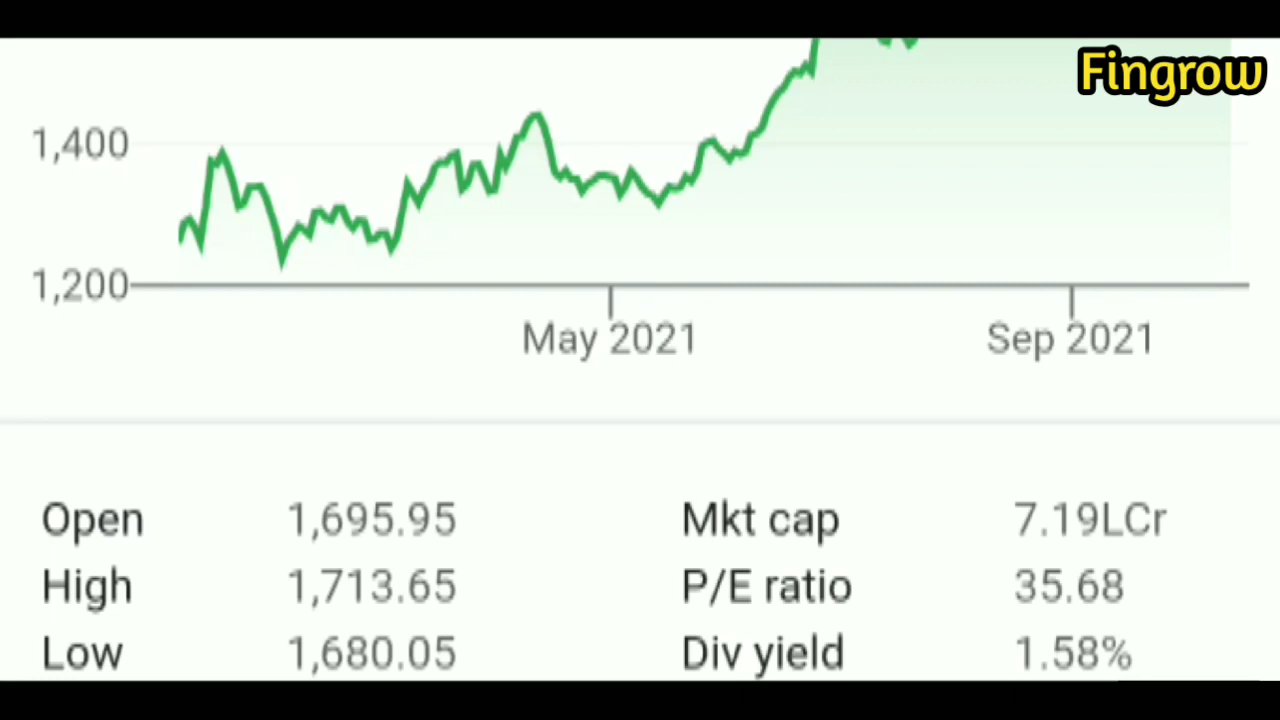 Fingrow
1,400
1,200
May 2021 Sep 2021
Open 1,695.95 Mkt cap 7.19LCr
High 1,713.65 P/E ratio 35.68
Low 1,680.05 Div yield 1.58%